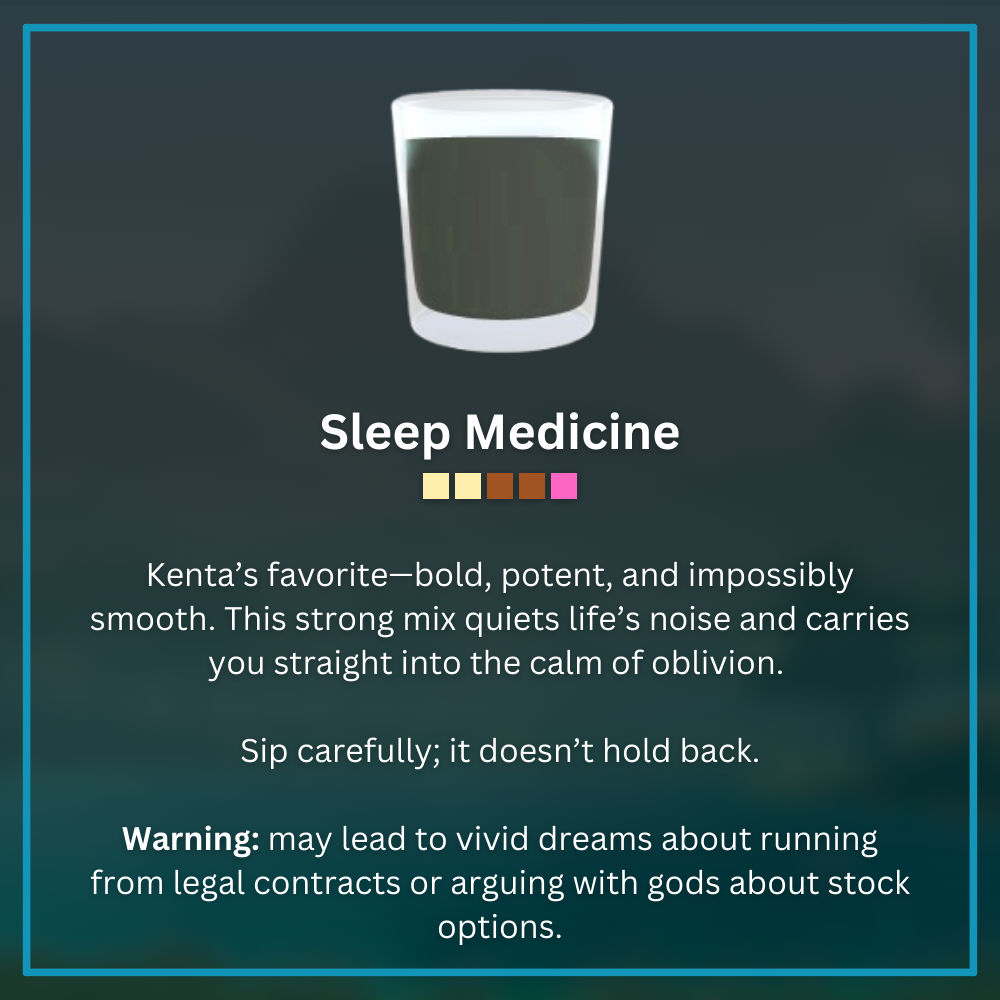 Sleep Medicine
Kenta’s favorite—bold, potent, and impossibly
smooth. This strong mix quiets life’s noise and carries
you straight into the calm of oblivion.
Sip carefully; it doesn’t hold back.
Warning: may lead to vivid dreams about running
from legal contracts or arguing with gods about stock
options.